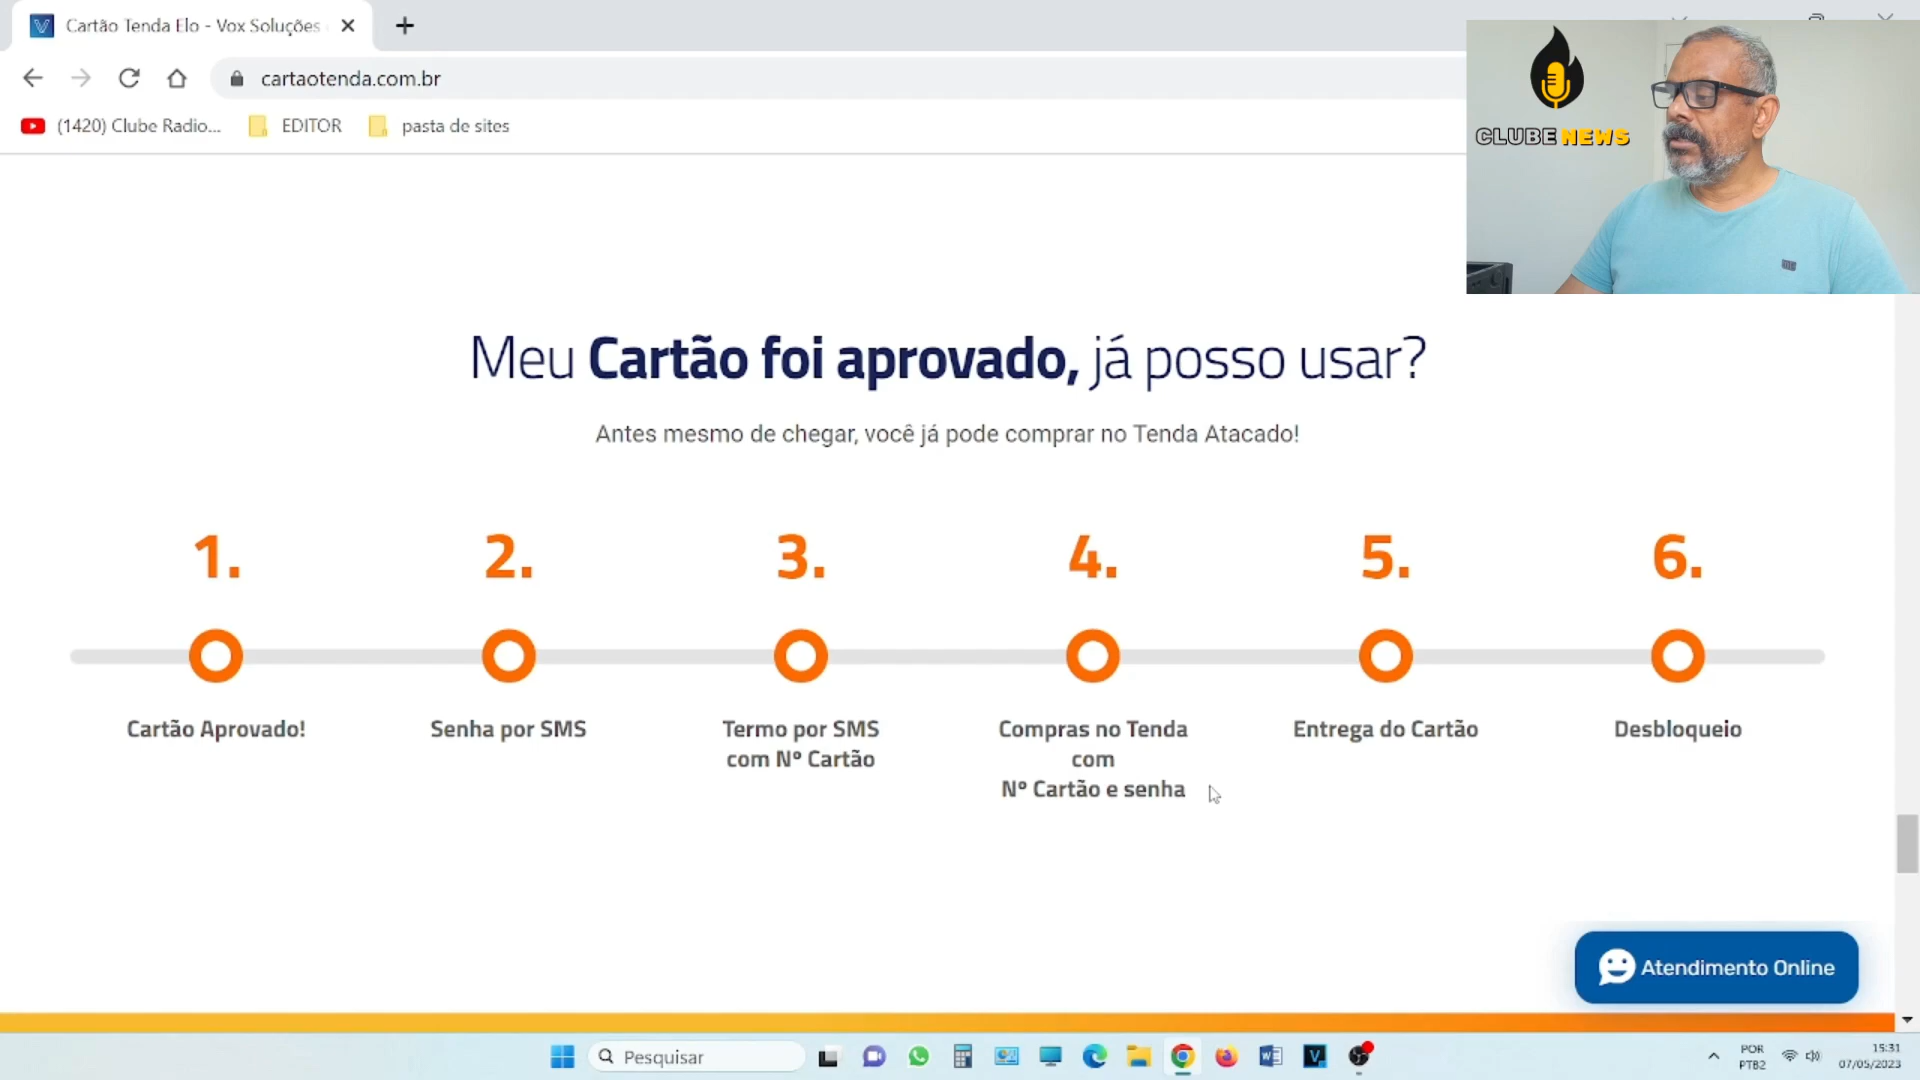 Cartão Tenda Elo - Vox Soluções
cartaotenda.com.br
(1420) Clube Radio...
EDITOR
pasta de sites
CLUBE NEWS
Meu Cartão foi aprovado, já posso usar?
Antes mesmo de chegar, você já pode comprar no Tenda Atacado!
1.
2.
3.
4.
5.
6.
Cartão Aprovado!
Senha por SMS
Termo por SMS
com Nº Cartão
Compras no Tenda
com
Nº Cartão e senha
Entrega do Cartão
Desbloqueio
Atendimento Online
Pesquisar
POR
PTB2
15:31
07/05/2023